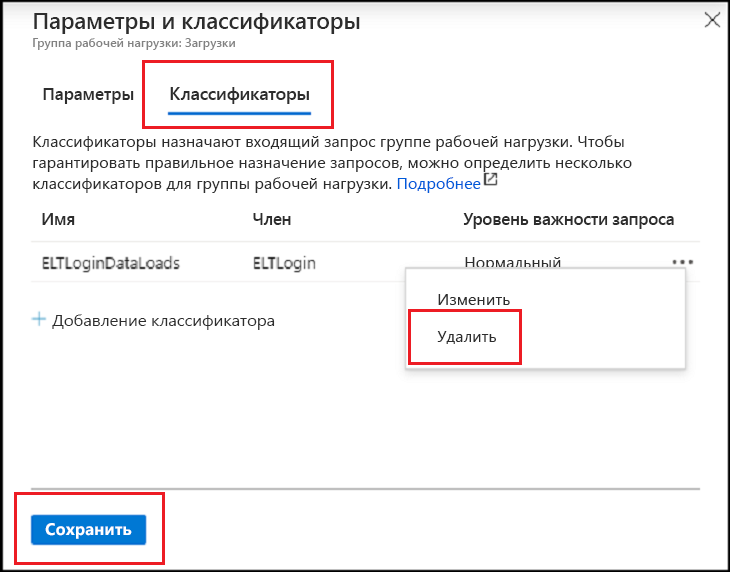 Параметры и классификаторы
Группа рабочей нагрузки: Загрузки
Параметры Классификаторы
Классификаторы назначают входящий запрос группе рабочей нагрузки. Чтобы
гарантировать правильное назначение запросов, можно определить несколько
классификаторов для группы рабочей нагрузки. Подробнее
Имя Член Уровень важности запроса
ELTLoginDataLoads ELTLogin Нормальный
Изменить
+ Добавление классификатора
Удалить
Сохранить